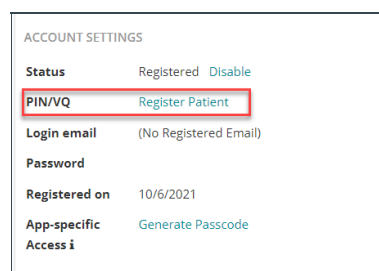 ACCOUNT SETTINGS
Status Registered Disable
PIN/VQ Register Patient
Login email (No Registered Email)
Password
Registered on 10/6/2021
App-specific Generate Passcode
Access i